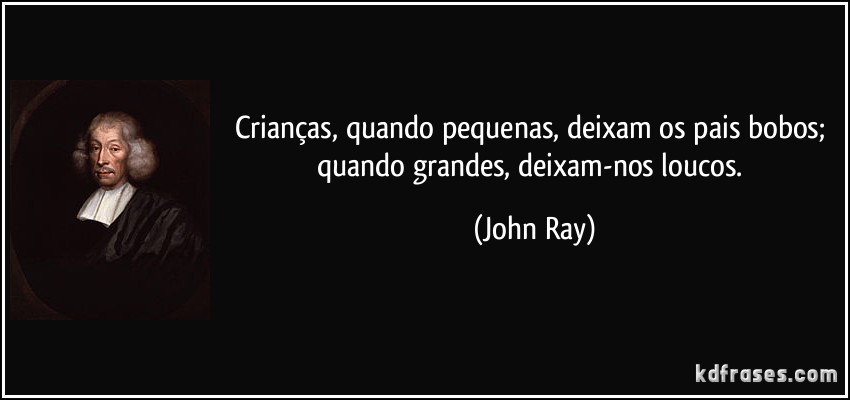 Crianças, quando pequenas, deixam os pais bobos;
quando grandes, deixam-nos loucos.
(John Ray)
kdfrases.com